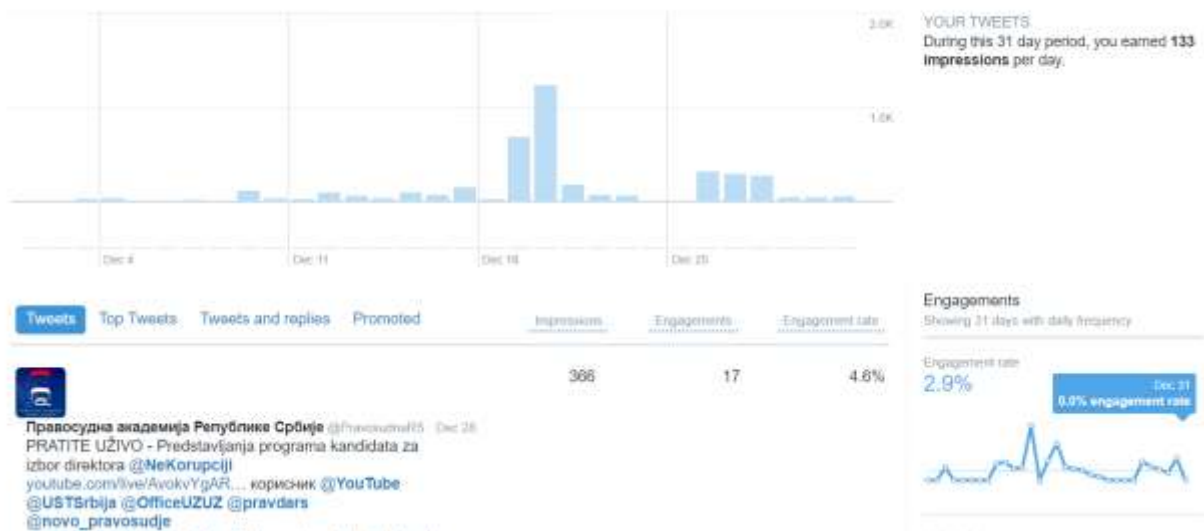 2.0K
1.0K
Dec 4
Dec 11
Dec 18
Dec 25
YOUR TWEETS
During this 31 day period, you earned 133
impressions per day.
Tweets Top Tweets Tweets and replies Promoted
Impressions Engagements Engagement rate
366 17 4.6%
Правосудна академија Републике Србије @PravosudnaRS Dec 28
PRATITE UŽIVO - Predstavljanja programa kandidata za
izbor direktora @NeKorupciji
youtube.com/live/AvokvYgAR... корисник @YouTube
@USTSrbija @OfficeUZUZ @pravdars
@novo_pravosudje
Engagements
Showing 31 days with daily frequency
Engagement rate
2.9%
Dec 31
0.0% engagement rate